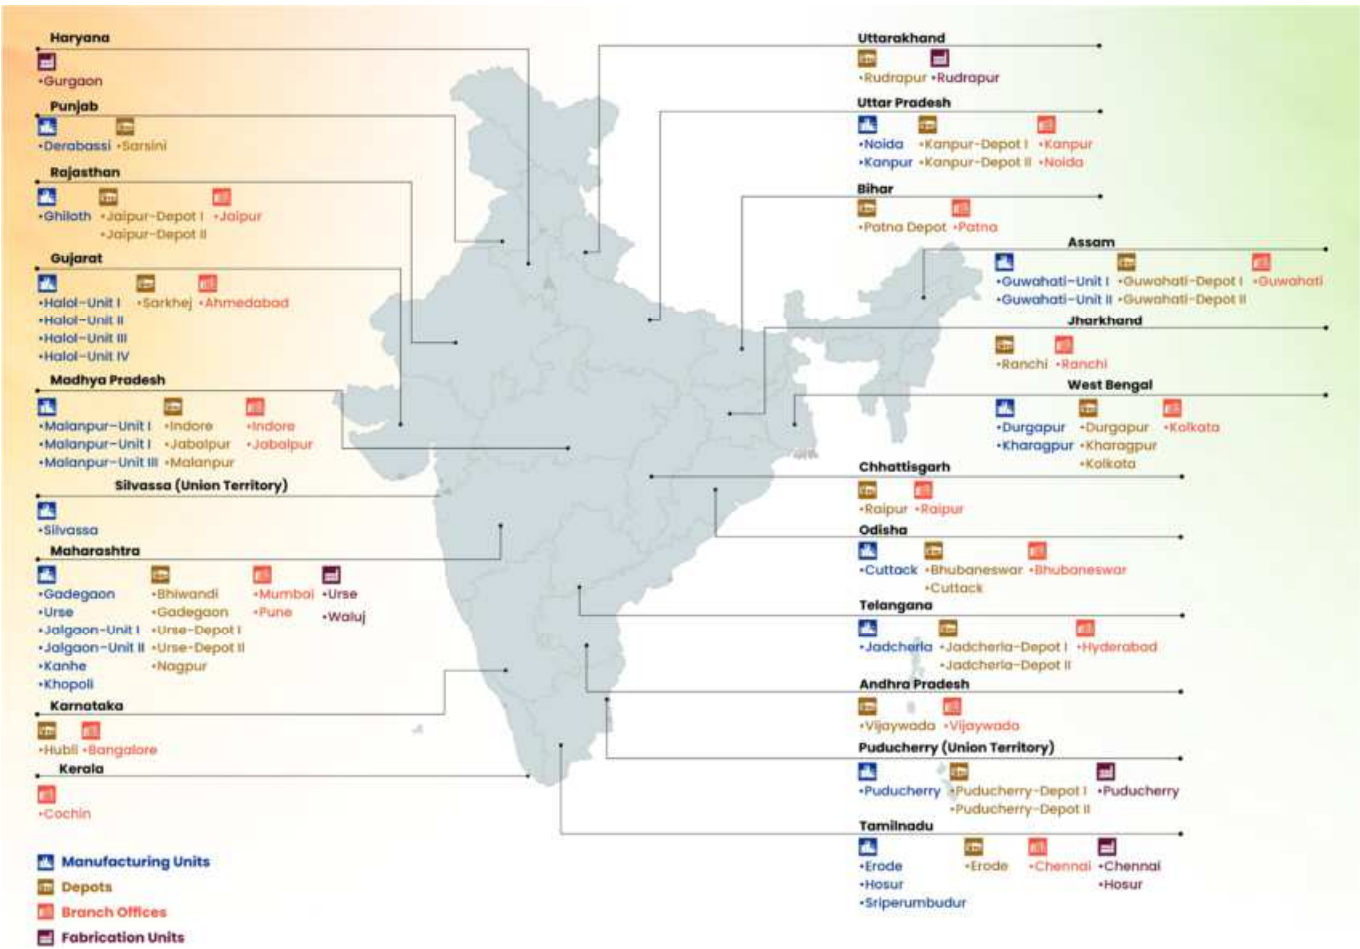 Haryana
•Gurgaon
Punjab
•Derabassi •Sarsini
Rajasthan
•Ghiloth •Jaipur-Depot I •Jaipur
•Jaipur-Depot II
Gujarat
•Halol-Unit I •Sarkhej •Ahmedabad
•Halol-Unit II
•Halol-Unit III
•Halol-Unit IV
Madhya Pradesh
•Malanpur-Unit I •Indore •Indore
•Malanpur-Unit I •Jabalpur •Jabalpur
•Malanpur-Unit III •Malanpur
Silvassa (Union Territory)
•Silvassa
Maharashtra
•Gadegaon •Bhiwandi •Mumbai •Urse
•Urse •Gadegaon •Pune •Waluj
•Jalgaon-Unit I •Urse-Depot I
•Jalgaon-Unit II •Urse-Depot II
•Kanhe •Nagpur
•Khopoli
Karnataka
•Hubli •Bangalore
Kerala
•Cochin
Manufacturing Units
Depots
Branch Offices
Fabrication Units
Uttarakhand
•Rudrapur •Rudrapur
Uttar Pradesh
•Noida •Kanpur-Depot I •Kanpur
•Kanpur •Kanpur-Depot II •Noida
Bihar
•Patna Depot •Patna
Assam
•Guwahati-Unit I •Guwahati-Depot I •Guwahati
•Guwahati-Unit II •Guwahati-Depot II
Jharkhand
•Ranchi •Ranchi
West Bengal
•Durgapur •Durgapur •Kolkata
•Kharagpur •Kharagpur
•Kolkata
Chhattisgarh
•Raipur •Raipur
Odisha
•Cuttack •Bhubaneswar •Bhubaneswar
•Cuttack
Telangana
•Jadcherla •Jadcherla-Depot I •Hyderabad
•Jadcherla-Depot II
Andhra Pradesh
•Vijaywada •Vijaywada
Puducherry (Union Territory)
•Puducherry •Puducherry-Depot I •Puducherry
•Puducherry-Depot II
Tamilnadu
•Erode •Erode •Chennai •Chennai
•Hosur •Hosur
•Sriperumbudur